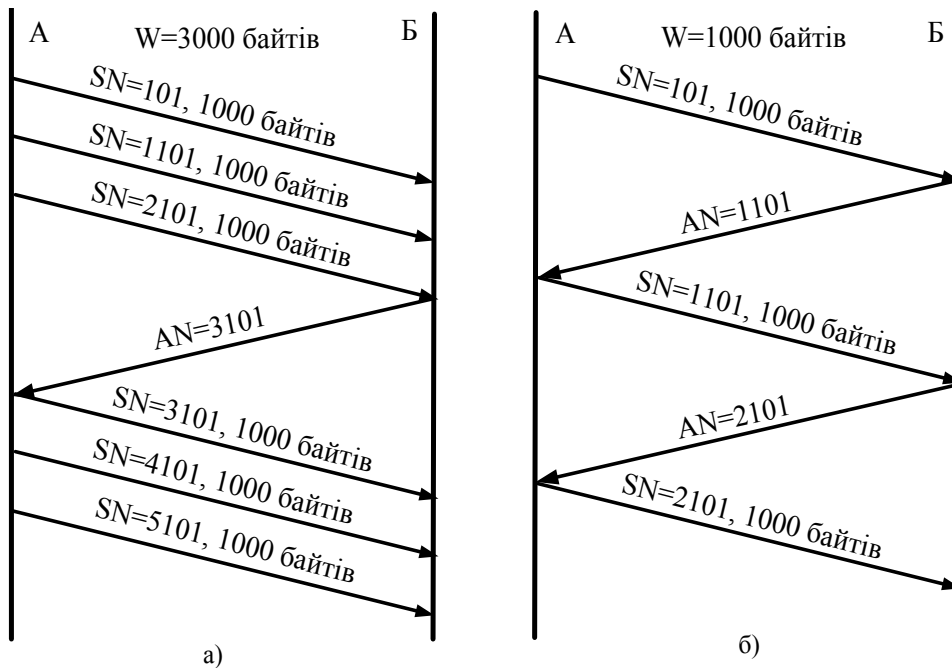 А
W=3000 байтів
Б
SN=101, 1000 байтів
SN=1101, 1000 байтів
SN=2101, 1000 байтів
AN=3101
SN=3101, 1000 байтів
SN=4101, 1000 байтів
SN=5101, 1000 байтів
а)
А
W=1000 байтів
Б
SN=101, 1000 байтів
AN=1101
SN=1101, 1000 байтів
AN=2101
SN=2101, 1000 байтів
б)